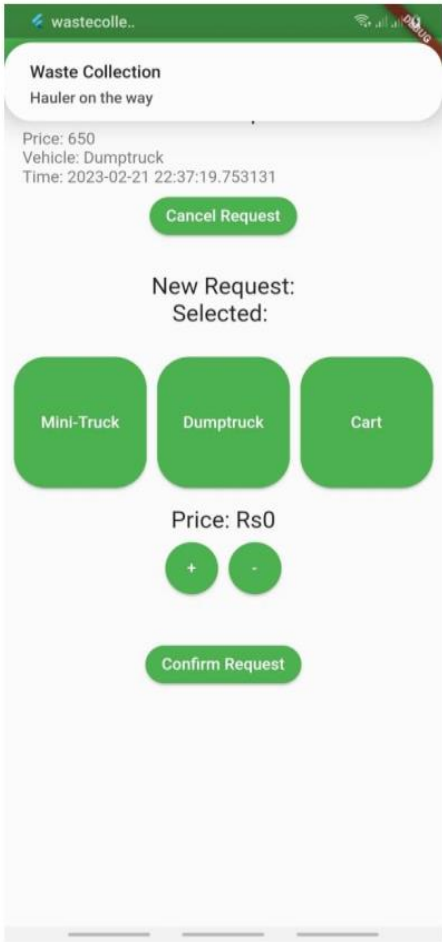 wastecolle..
DEBUG
Waste Collection
Hauler on the way
Price: 650
Vehicle: Dumptruck
Time: 2023-02-21 22:37:19.753131
Cancel Request
New Request:
Selected:
Mini-Truck
Dumptruck
Cart
Price: Rs0
+
-
Confirm Request